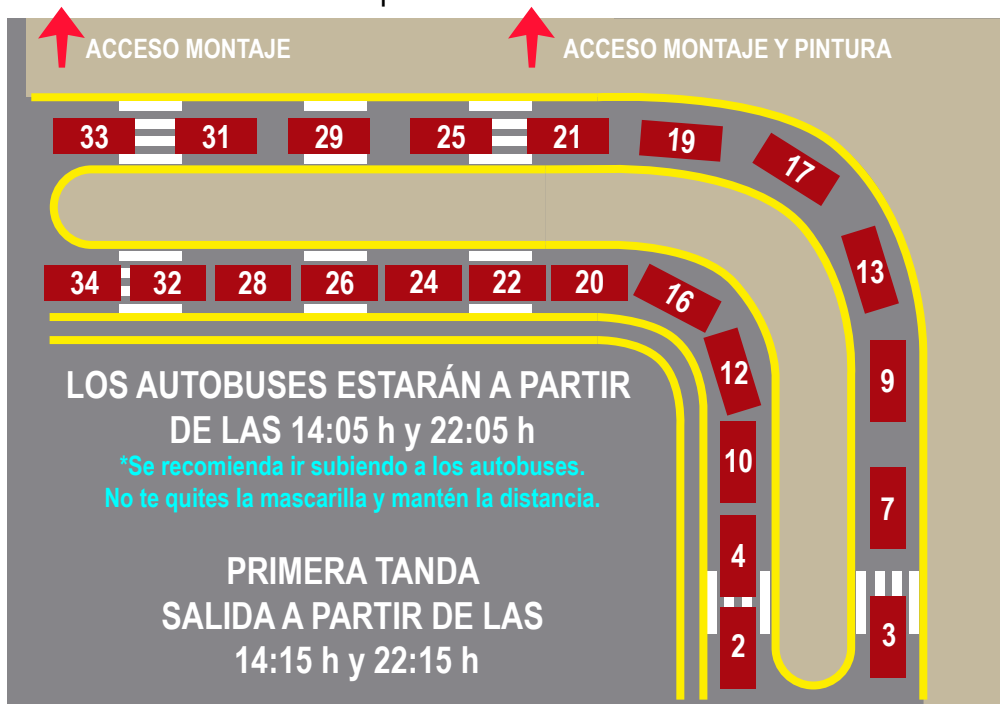 ACCESO MONTAJE
ACCESO MONTAJE Y PINTURA
33 31 29 25 21 19 17
13
34 32 28 26 24 22 20 16
12 9
10
7
4
3
2
LOS AUTOBUSES ESTARÁN A PARTIR
DE LAS 14:05 h y 22:05 h
*Se recomienda ir subiendo a los autobuses.
No te quites la mascarilla y mantén la distancia.
PRIMERA TANDA
SALIDA A PARTIR DE LAS
14:15 h y 22:15 h